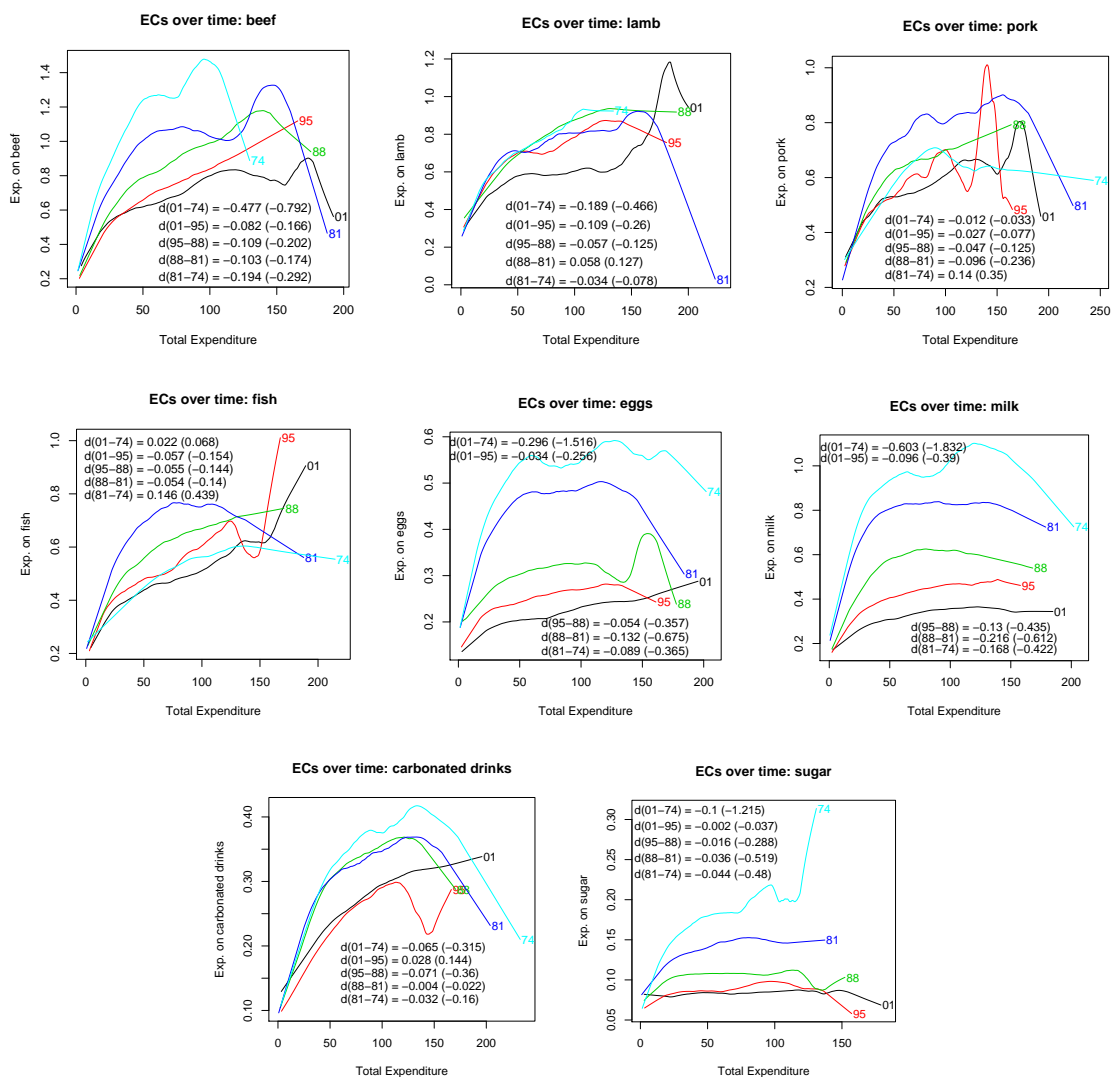 ECs over time: beef
Exp. on beef
0.2 0.4 0.6 0.8 1.0 1.2 1.4
74
95
88
01
81
d(01−74) = −0.477 (−0.792)
d(01−95) = −0.082 (−0.166)
d(95−88) = −0.109 (−0.202)
d(88−81) = −0.103 (−0.174)
d(81−74) = −0.194 (−0.292)
0 50 100 150 200
Total Expenditure
ECs over time: lamb
Exp. on lamb
0.0 0.2 0.4 0.6 0.8 1.0 1.2
74
01
88
95
81
d(01−74) = −0.189 (−0.466)
d(01−95) = −0.109 (−0.26)
d(95−88) = −0.057 (−0.125)
d(88−81) = 0.058 (0.127)
d(81−74) = −0.034 (−0.078)
0 50 100 150 200
Total Expenditure
ECs over time: pork
Exp. on pork
0.2 0.4 0.6 0.8 1.0
88
74
95
01
81
d(01−74) = −0.012 (−0.033)
d(01−95) = −0.027 (−0.077)
d(95−88) = −0.047 (−0.125)
d(88−81) = −0.096 (−0.236)
d(81−74) = 0.14 (0.35)
0 50 100 150 200 250
Total Expenditure
ECs over time: fish
Exp. on fish
0.2 0.4 0.6 0.8 1.0
d(01−74) = 0.022 (0.068)
d(01−95) = −0.057 (−0.154)
d(95−88) = −0.055 (−0.144)
d(88−81) = −0.054 (−0.14)
d(81−74) = 0.146 (0.439)
95
01
88
81
74
0 50 100 150 200
Total Expenditure
ECs over time: eggs
Exp. on eggs
0.2 0.3 0.4 0.5 0.6
d(01−74) = −0.296 (−1.516)
d(01−95) = −0.034 (−0.256)
74
81
01
88
95
d(95−88) = −0.054 (−0.357)
d(88−81) = −0.132 (−0.675)
d(81−74) = −0.089 (−0.365)
0 50 100 150 200
Total Expenditure
ECs over time: milk
Exp. on milk
0.2 0.4 0.6 0.8 1.0
d(01−74) = −0.603 (−1.832)
d(01−95) = −0.096 (−0.39)
74
81
88
95
01
d(95−88) = −0.13 (−0.435)
d(88−81) = −0.216 (−0.612)
d(81−74) = −0.168 (−0.422)
0 50 100 150 200
Total Expenditure
ECs over time: carbonated drinks
Exp. on carbonated drinks
0.10 0.20 0.30 0.40
01
95
88
81
74
d(01−74) = −0.065 (−0.315)
d(01−95) = 0.028 (0.144)
d(95−88) = −0.071 (−0.36)
d(88−81) = −0.004 (−0.022)
d(81−74) = −0.032 (−0.16)
0 50 100 150 200
Total Expenditure
ECs over time: sugar
Exp. on sugar
0.05 0.10 0.15 0.20 0.25 0.30
d(01−74) = −0.1 (−1.215)
d(01−95) = −0.002 (−0.037)
d(95−88) = −0.016 (−0.288)
d(88−81) = −0.036 (−0.519)
d(81−74) = −0.044 (−0.48)
74
81
88
01
95
0 50 100 150
Total Expenditure